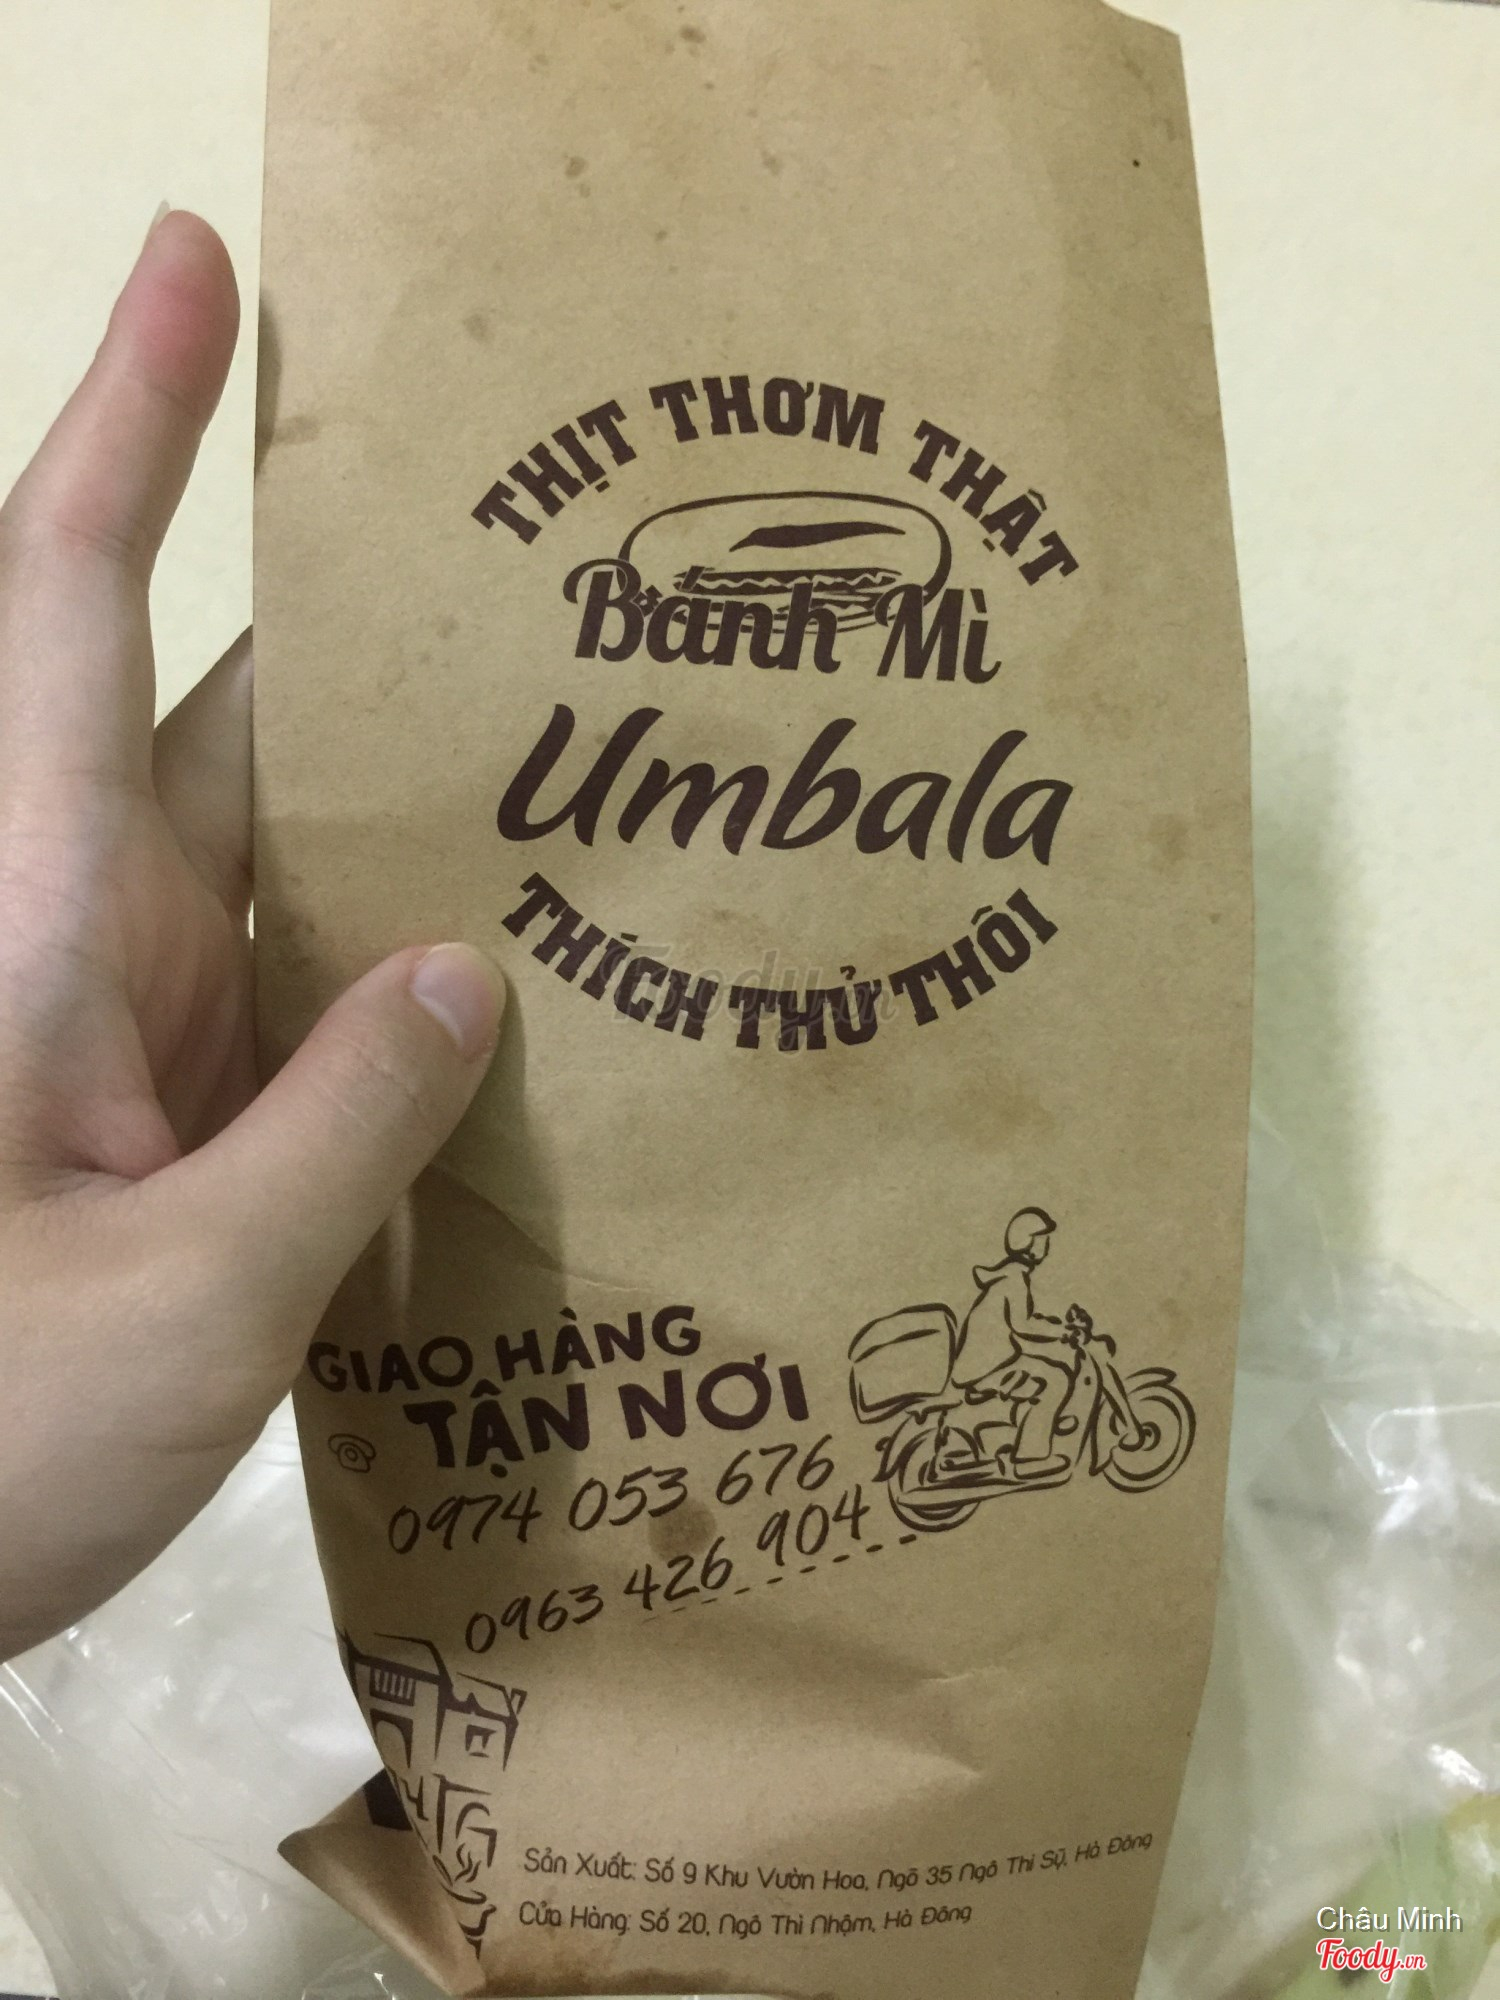 THỊT THƠM THẬT
Bánh Mì
Umbala
THÍCH THỬ THÔI
Foody.vn
GIAO HÀNG
TẬN NƠI
0974 053 676
0963 426 904
Sản Xuất: Số 9 Khu Vườn Hoa, Ngõ 35 Ngô Thì Sỹ, Hà Đông
Cửa Hàng: Số 20, Ngô Thì Nhậm, Hà Đông
Châu Minh
Foody.vn